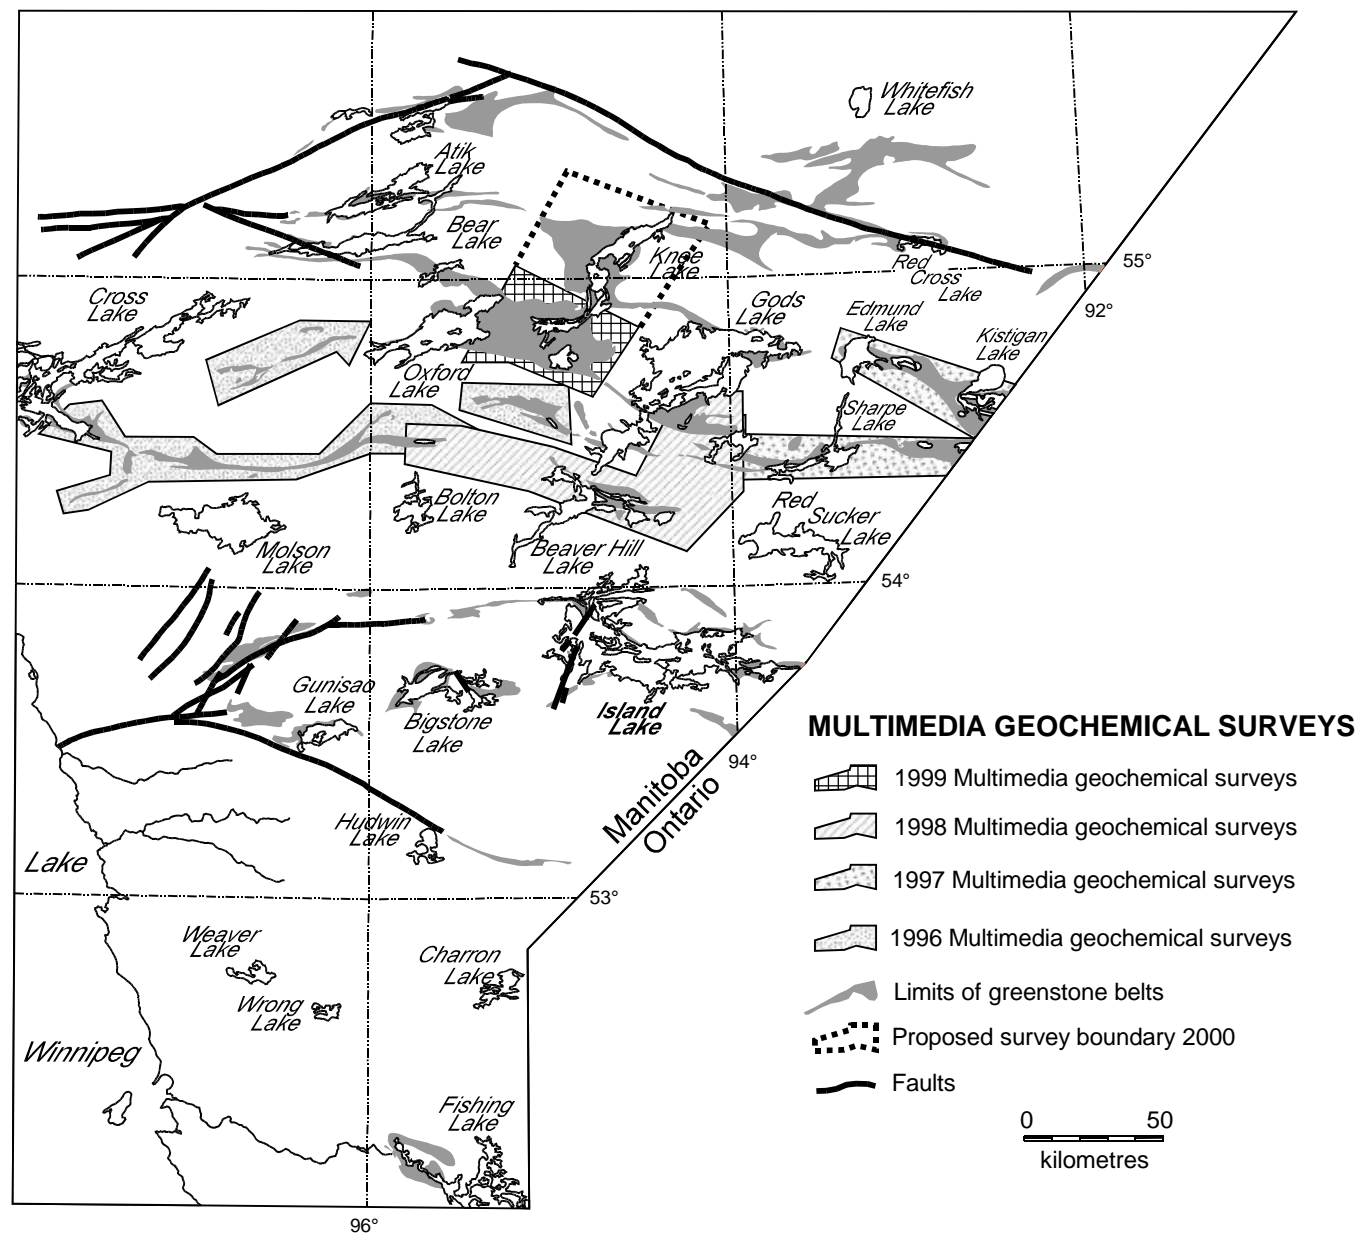 Whitefish
Lake
Atik
Lake
Bear
Lake
Knee
Lake
Red
Cross
Lake
55°
92°
Cross
Lake
Gods
Lake
Edmund
Lake
Kistigan
Lake
Oxford
Lake
Sharpe
Lake
Bolton
Lake
Red
Sucker
Lake
Molson
Lake
Beaver Hill
Lake
54°
Gunisao
Lake
Bigstone
Lake
Island
Lake
94°
Manitoba
Ontario
MULTIMEDIA GEOCHEMICAL SURVEYS
1999 Multimedia geochemical surveys
1998 Multimedia geochemical surveys
1997 Multimedia geochemical surveys
1996 Multimedia geochemical surveys
Limits of greenstone belts
Proposed survey boundary 2000
Faults
0 50
kilometres
Hudwin
Lake
Lake
53°
Weaver
Lake
Charron
Lake
Wrong
Lake
Winnipeg
Fishing
Lake
96°